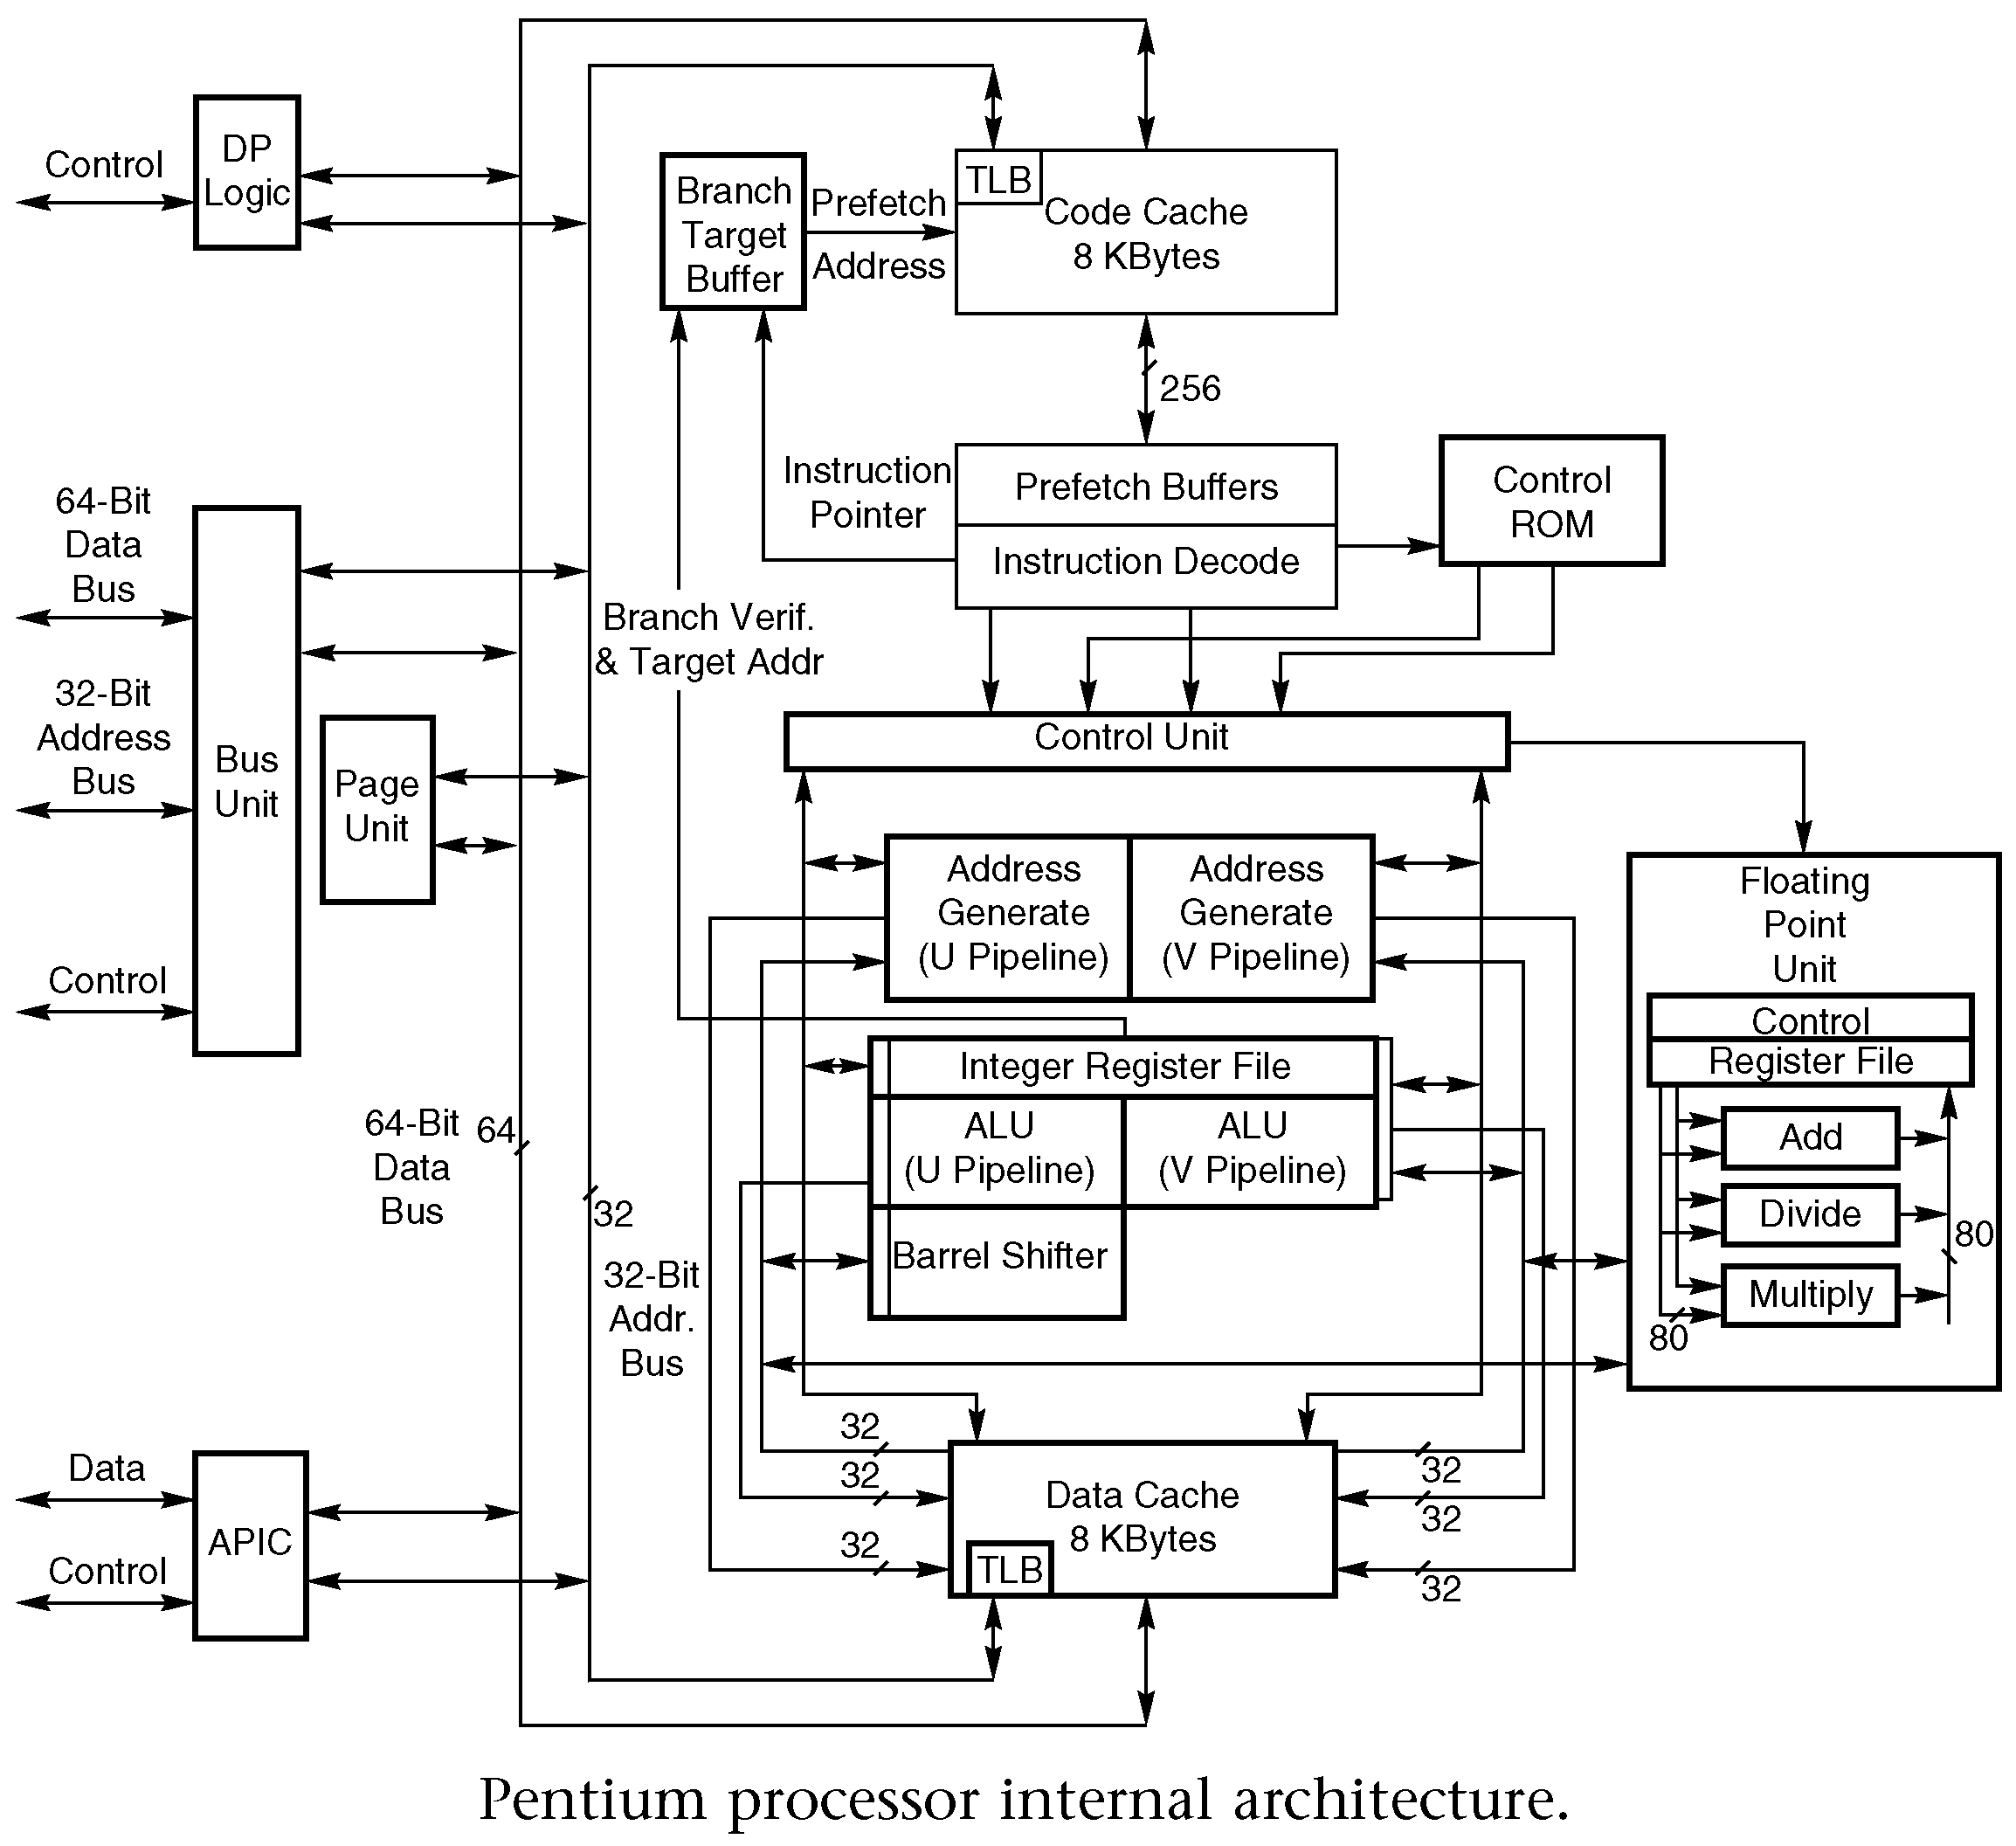 Control
DP
Logic
Branch
Target
Buffer
Prefetch
Address
TLB
Code Cache
8 KBytes
256
64-Bit
Data
Bus
32-Bit
Address
Bus
Control
Bus
Unit
Page
Unit
Instruction
Pointer
Prefetch Buffers
Instruction Decode
Control
ROM
Branch Verif.
& Target Addr
Control Unit
Address
Generate
(U Pipeline)
Address
Generate
(V Pipeline)
Floating
Point
Unit
Control
Register File
Add
Divide
Multiply
80
80
Integer Register File
ALU
(U Pipeline)
ALU
(V Pipeline)
Barrel Shifter
64-Bit
Data
Bus
64
32
32-Bit
Addr.
Bus
32
32
32
32
32
32
Data Cache
8 KBytes
TLB
Data
Control
APIC
Pentium processor internal architecture.